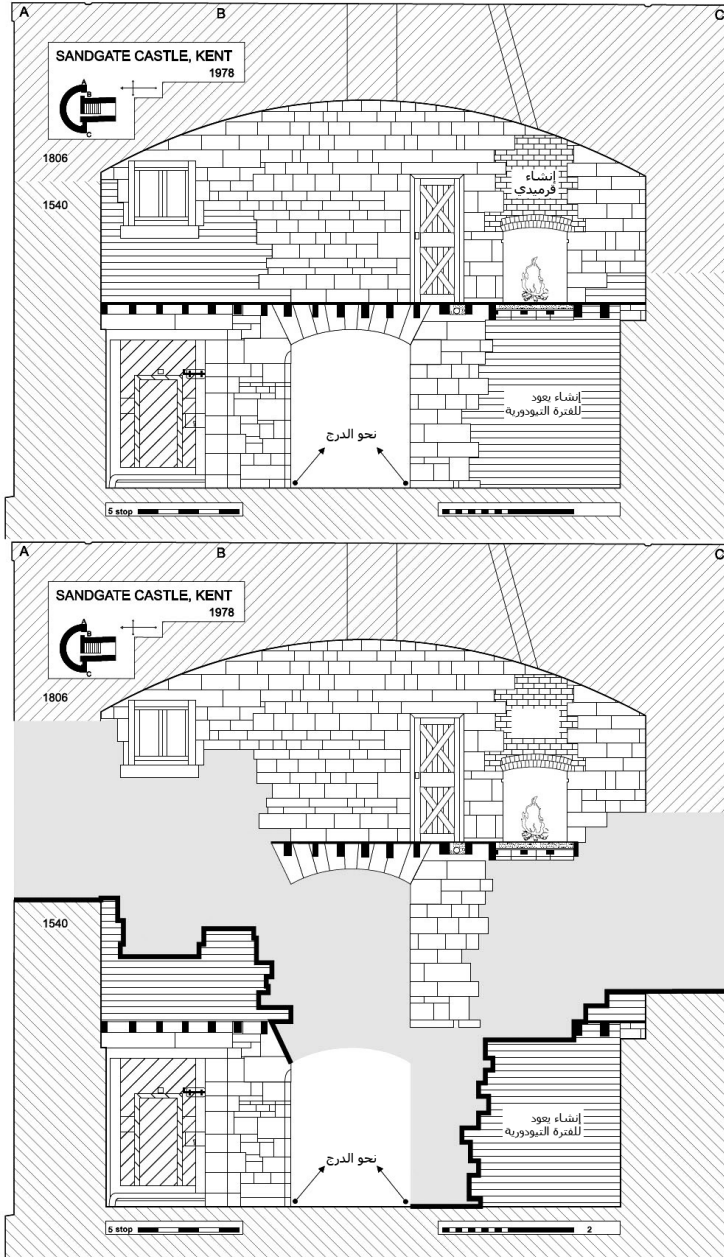 A B C
SANDGATE CASTLE, KENT
1978
A
B
C
1806
1540
إنشاء
قرميدي
إنشاء يعود
للفترة التيودورية
نحو الدرج
5 stop
A B C
SANDGATE CASTLE, KENT
1978
A
B
C
1806
1540
إنشاء يعود
للفترة التيودورية
نحو الدرج
5 stop
2